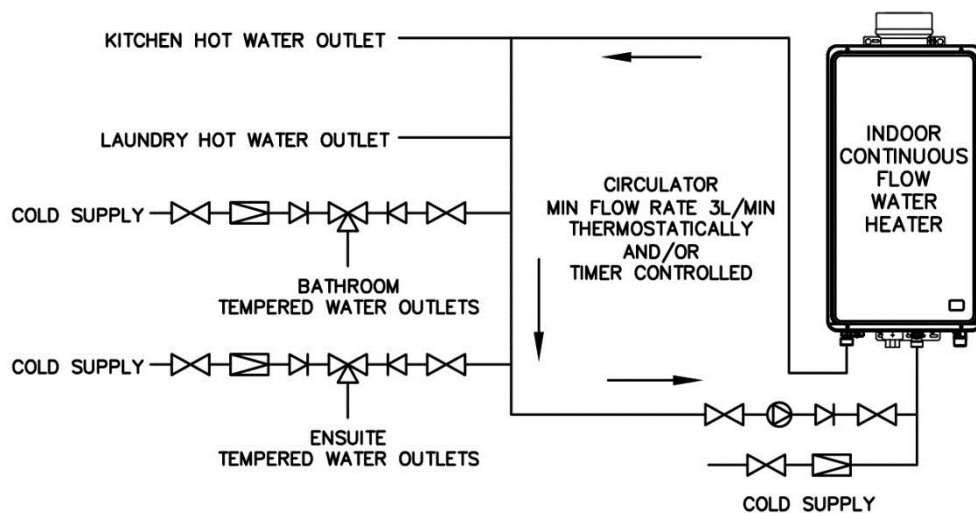 KITCHEN HOT WATER OUTLET
LAUNDRY HOT WATER OUTLET
COLD SUPPLY
BATHROOM
TEMPERED WATER OUTLETS
COLD SUPPLY
ENSUITE
TEMPERED WATER OUTLETS
CIRCULATOR
MIN FLOW RATE 3L/MIN
THERMOSTATICALLY
AND/OR
TIMER CONTROLLED
INDOOR
CONTINUOUS
FLOW
WATER
HEATER
COLD SUPPLY